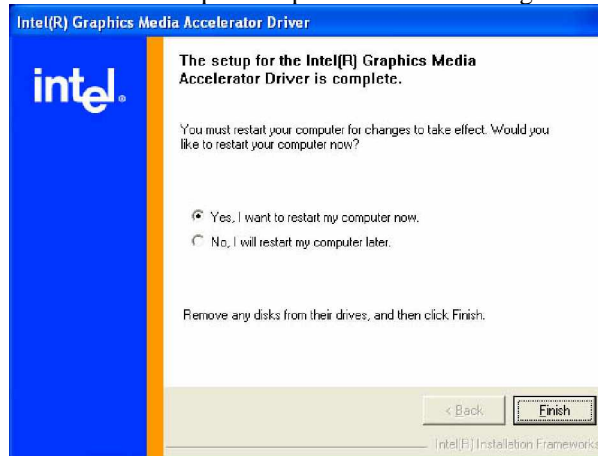 Intel(R) Graphics Media Accelerator Driver
intel®
The setup for the Intel(R) Graphics Media
Accelerator Driver is complete.
You must restart your computer for changes to take effect. Would you
like to restart your computer now?
Yes, I want to restart my computer now.
No, I will restart my computer later.
Remove any disks from their drives, and then click Finish.
< Back
Finish
Intel(R) Installation Frameworks